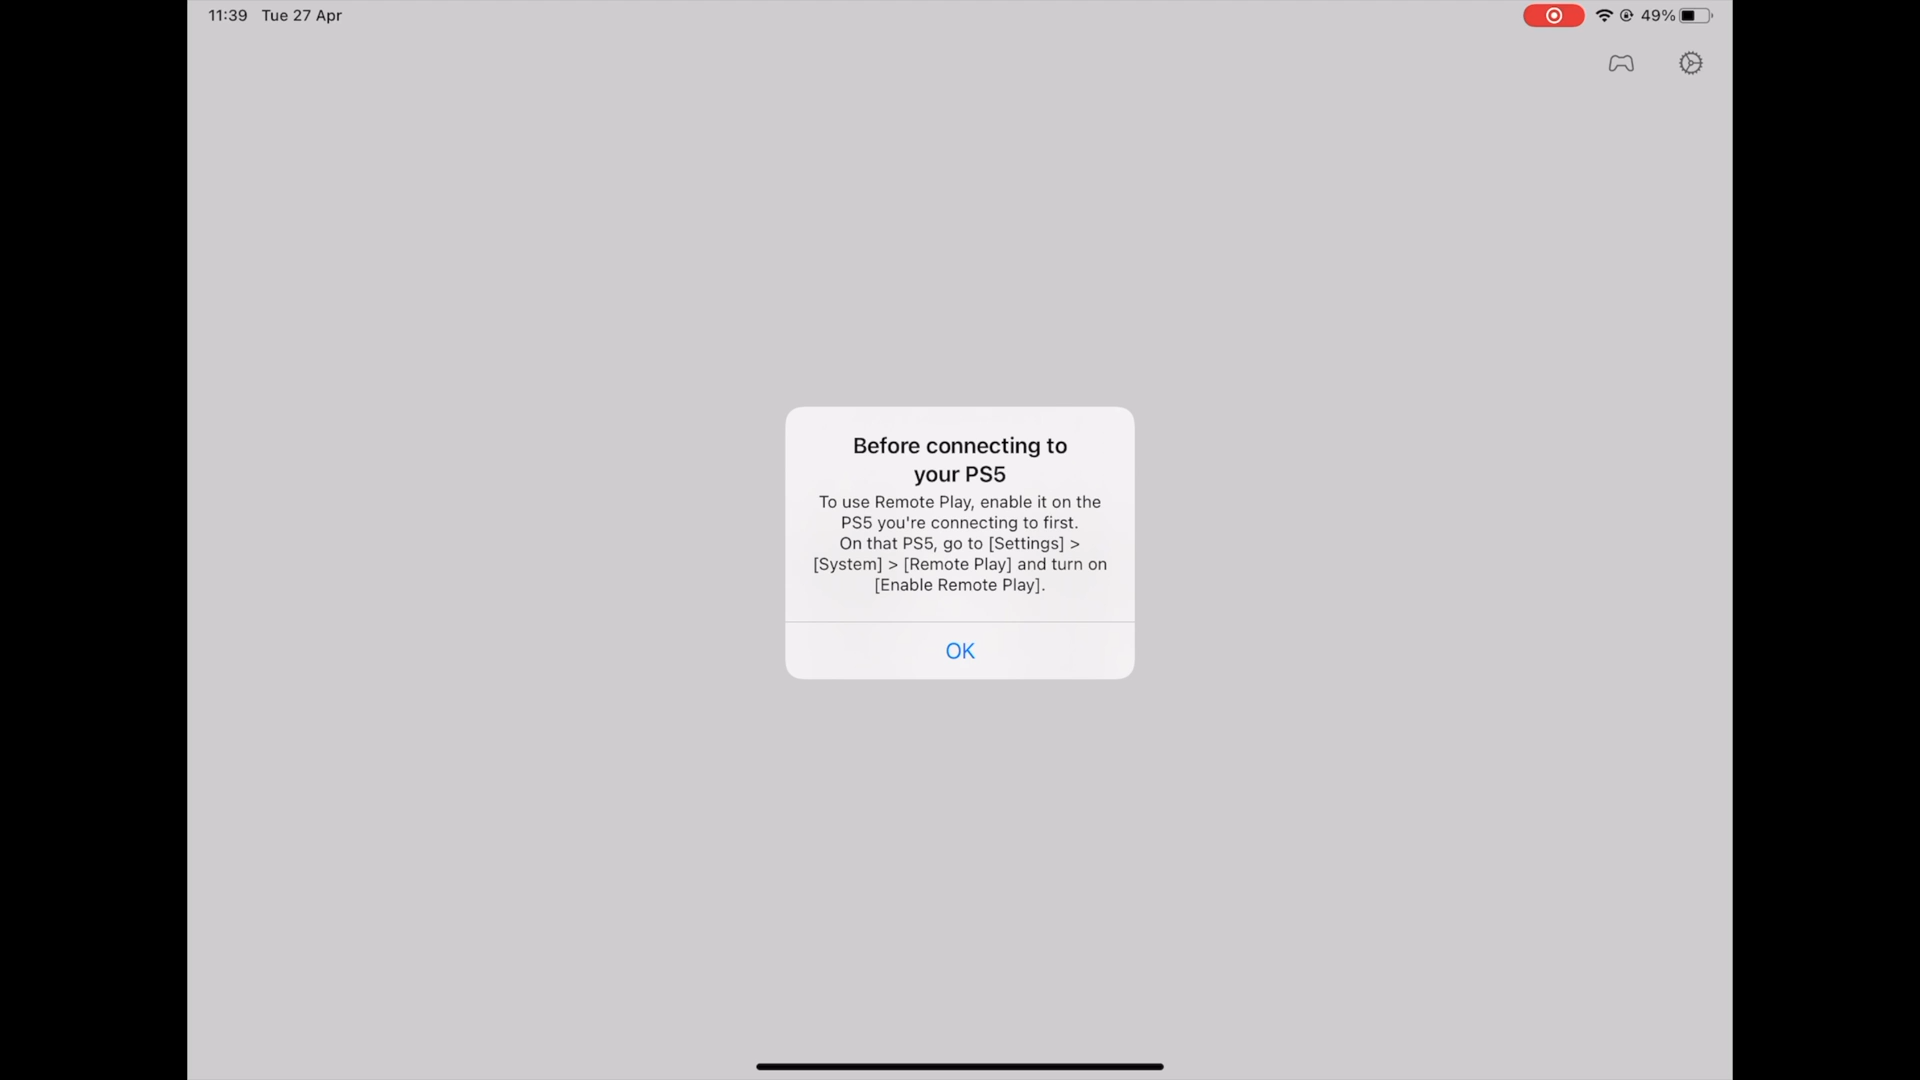 11:39 Tue 27 Apr
49%
Before connecting to
your PS5
To use Remote Play, enable it on the
PS5 you're connecting to first.
On that PS5, go to [Settings] >
[System] > [Remote Play] and turn on
[Enable Remote Play].
OK